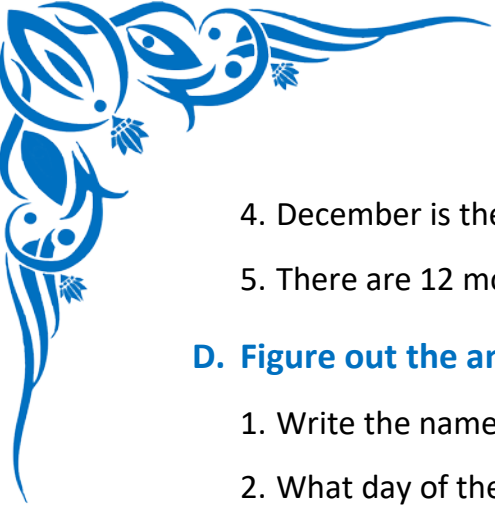 4. December is the
5. There are 12 mo
D. Figure out the ar
1. Write the name
2. What day of the